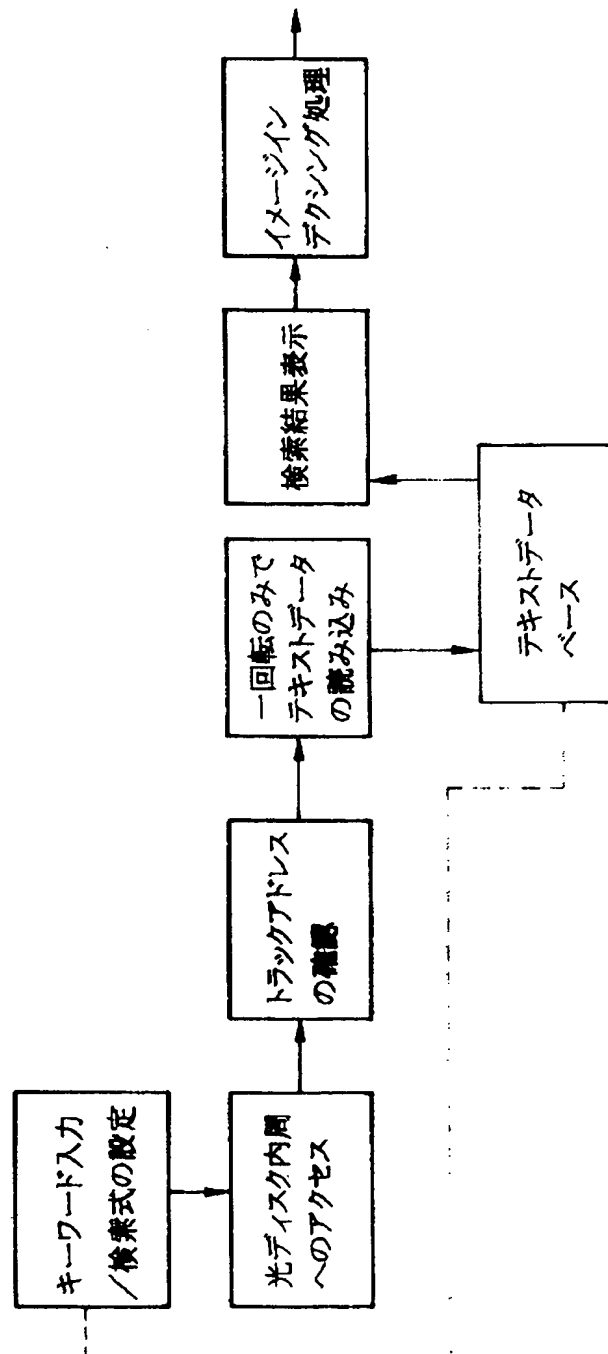 キーワード入力
／検索式の設定
光ディスク内周
へのアクセス
トラックアドレス
の確認
一回転のみで
テキストデータ
の読み込み
テキストデータ
ベース
検索結果表示
イメージイン
デクシング処理